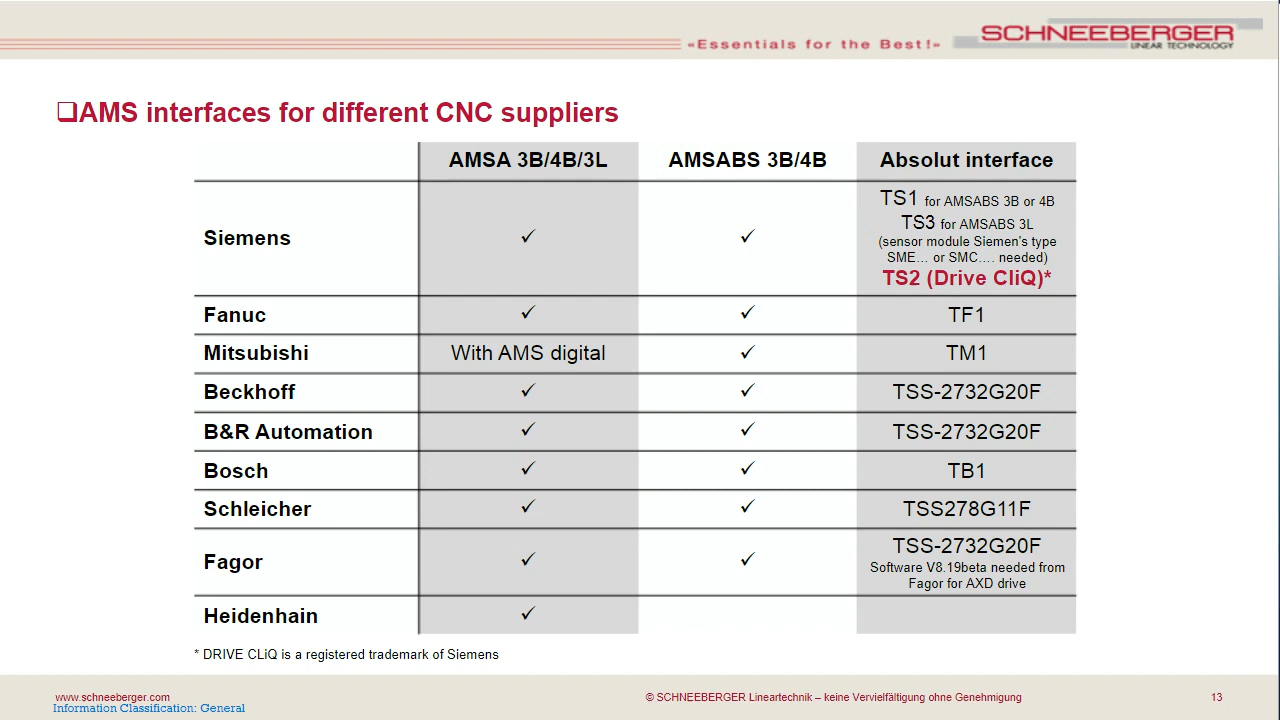 «Essentials for the Best!»
SCHNEEBERGER
LINEAR TECHNOLOGY
❑AMS interfaces for different CNC suppliers
AMSA 3B/4B/3L AMSABS 3B/4B Absolut interface
Siemens ✓ ✓ TS1 for AMSABS 3B or 4B
TS3 for AMSABS 3L
(sensor module Siemen's type
SME… or SMC…. needed)
TS2 (Drive CliQ)*
Fanuc ✓ ✓ TF1
Mitsubishi With AMS digital ✓ TM1
Beckhoff ✓ ✓ TSS-2732G20F
B&R Automation ✓ ✓ TSS-2732G20F
Bosch ✓ ✓ TB1
Schleicher ✓ ✓ TSS278G11F
Fagor ✓ ✓ TSS-2732G20F
Software V8.19beta needed from
Fagor for AXD drive
Heidenhain ✓
* DRIVE CLiQ is a registered trademark of Siemens
www.schneeberger.com © SCHNEEBERGER Lineartechnik – keine Vervielfältigung ohne Genehmigung 13
Information Classification: General